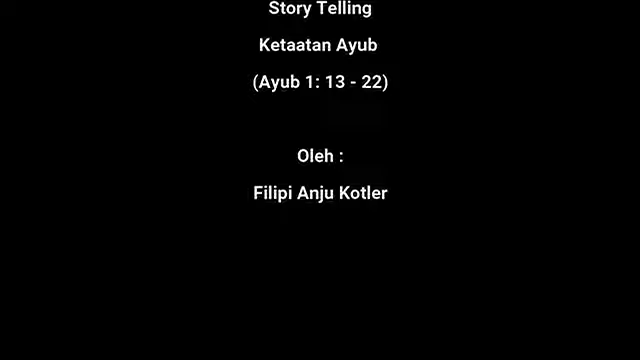 Story Telling
Ketaatan Ayub
(Ayub 1: 13 - 22)
Oleh :
Filipi Anju Kotler